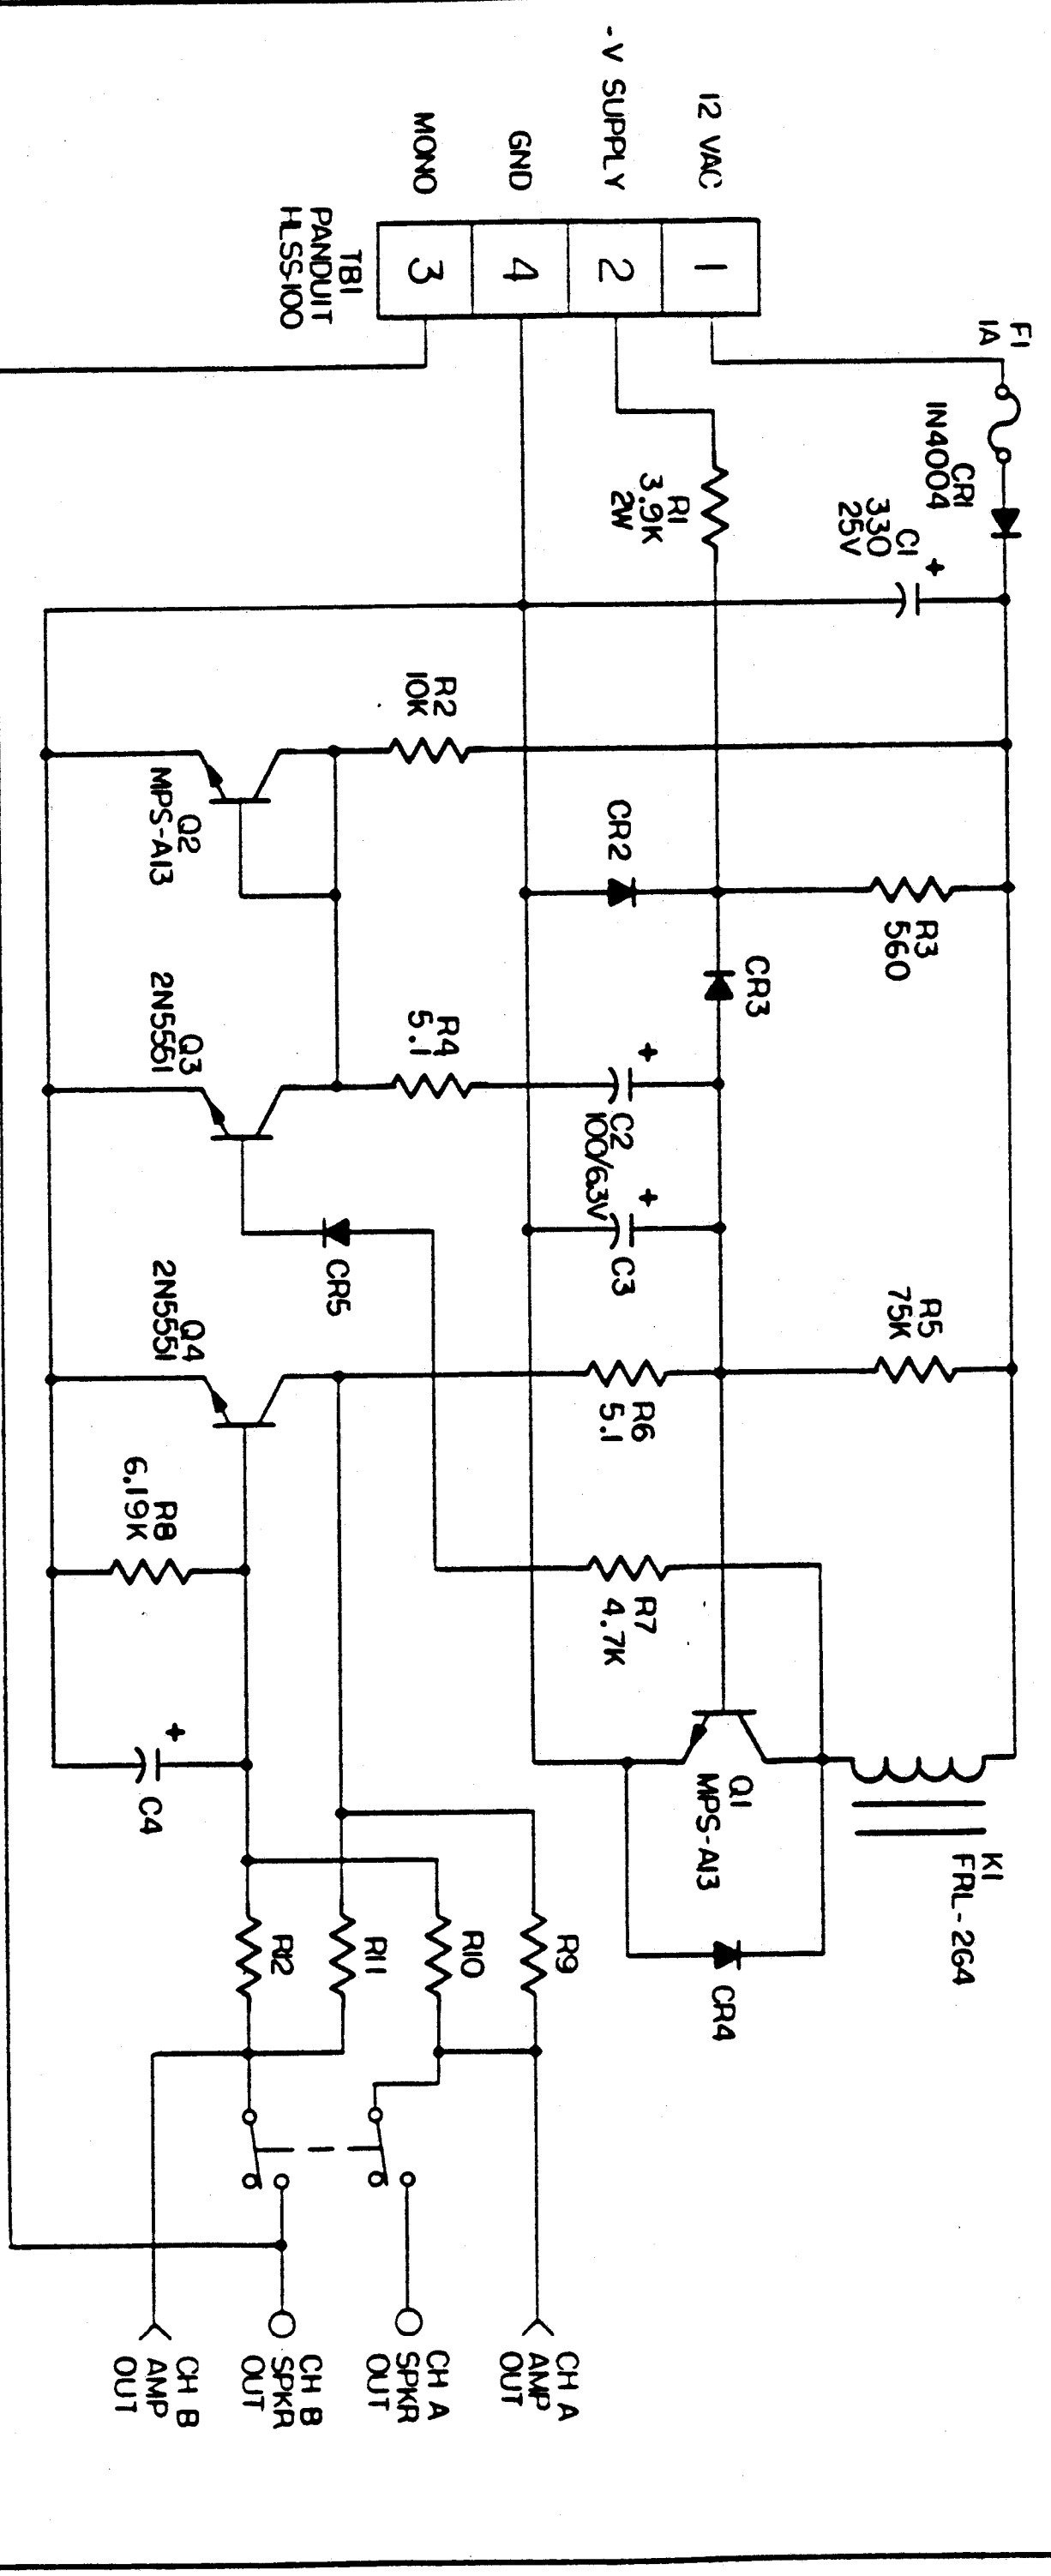 F1
1A
CR1
1N4004
C1
330
25V
+
12 VAC
-V SUPPLY
GND
MONO
1
2
4
3
TB1
PANDUIT
HLSS-100
R1
3.9K
2W
R2
10K
Q2
MPS-A13
CR2
R3
560
CR3
Q3
2N5551
R4
5.1
+
C2
100/63V
+
C3
CR5
Q4
2N5551
R5
75K
R6
5.1
R7
4.7K
R8
6.19K
+
C4
Q1
MPS-A13
K1
FRL-264
CR4
R9
R10
R11
R12
CH A
AMP
OUT
CH A
SPKR
OUT
CH B
SPKR
OUT
CH B
AMP
OUT